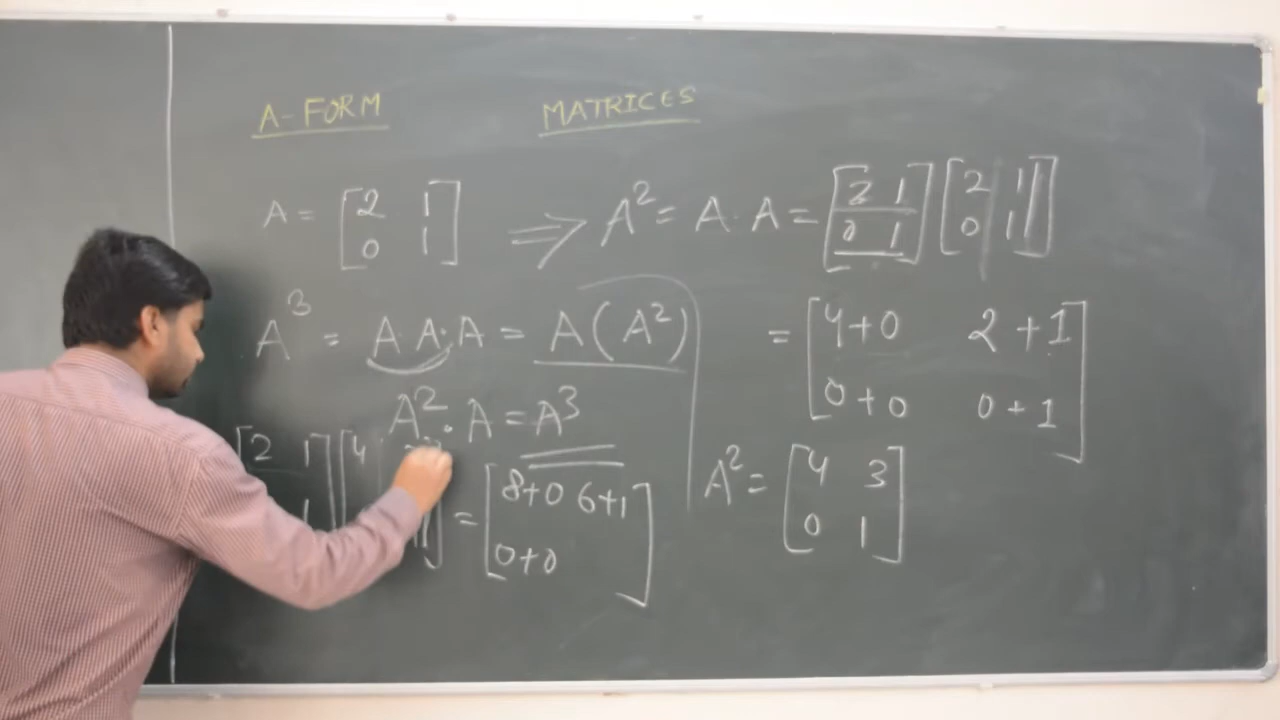 A-FORM MATRICES
A = [2 1
0 1] ⇒ A² = A·A = [2 1
0 1] [2 1
0 1]
A³ = A·A·A = A(A²)
= [4+0 2+1
0+0 0+1]
A²·A = A³
[2 1
1] [4
= [8+0 6+1
0+0 ]
A² = [4 3
0 1]